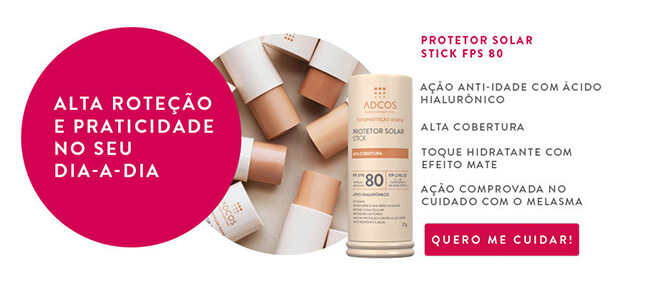 ALTA ROTEÇÃO
E PRATICIDADE
NO SEU
DIA-A-DIA
ADCOS
ADCOS
FOTOPROTEÇÃO DIÁRIA
PROTETOR SOLAR
STICK
ALTA COBERTURA
80
ÁCIDO HIALURÔNICO
PROTETOR SOLAR
STICK FPS 80
AÇÃO ANTI-IDADE COM ÁCIDO
HIALURÔNICO
ALTA COBERTURA
TOQUE HIDRATANTE COM
EFEITO MATE
AÇÃO COMPROVADA NO
CUIDADO COM O MELASMA
QUERO ME CUIDAR!